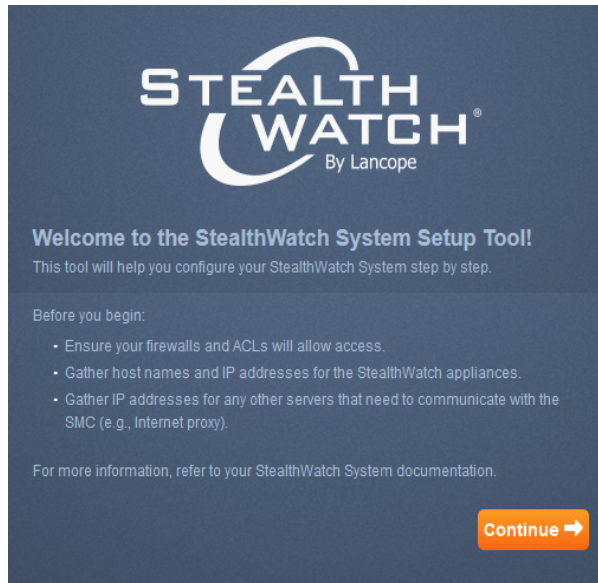 STEALTH
WATCH®
By Lancope
Welcome to the StealthWatch System Setup Tool!
This tool will help you configure your StealthWatch System step by step.
Before you begin:
• Ensure your firewalls and ACLs will allow access.
• Gather host names and IP addresses for the StealthWatch appliances.
• Gather IP addresses for any other servers that need to communicate with the
SMC (e.g., Internet proxy).
For more information, refer to your StealthWatch System documentation.
Continue